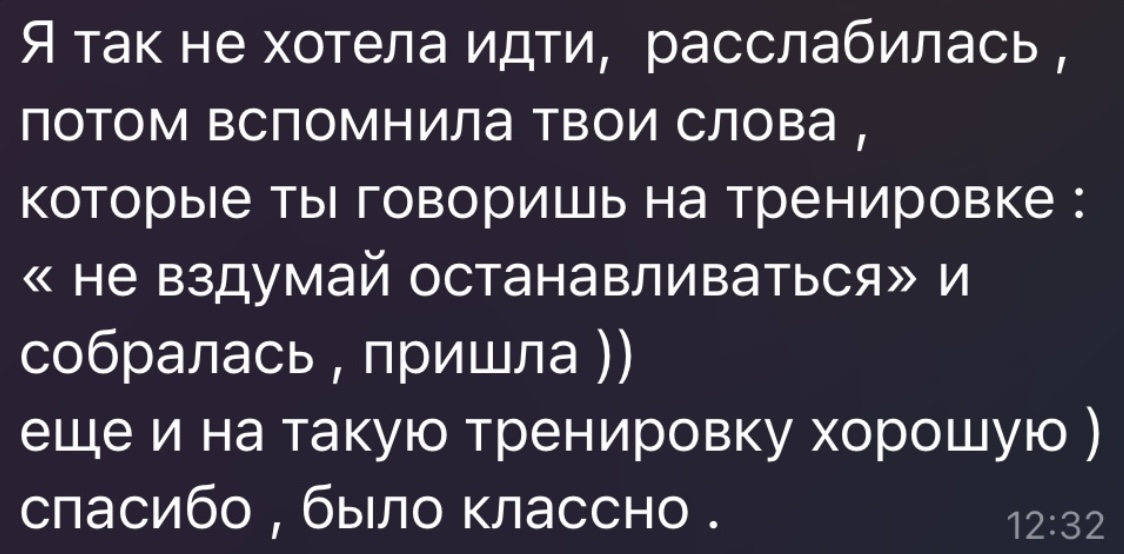 Я так не хотела идти,  расслабилась ,
потом вспомнила твои слова ,
которые ты говоришь на тренировке :
« не вздумай останавливаться» и
собралась , пришла ))
еще и на такую тренировку хорошую )
спасибо , было классно .
12:32